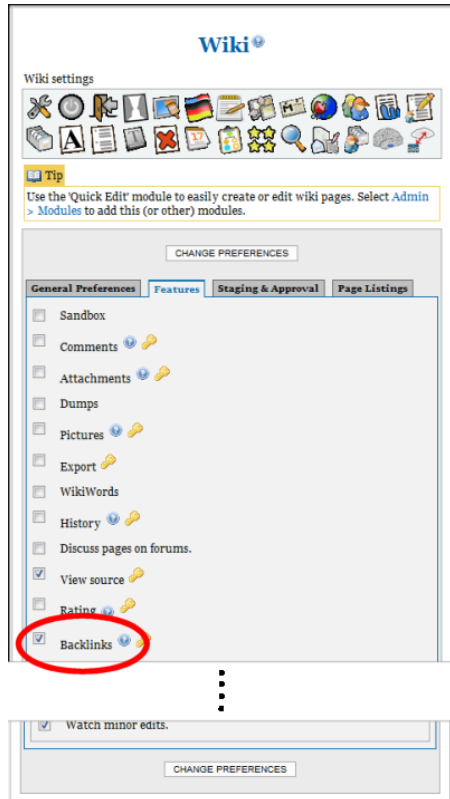 Wiki
Wiki settings
Tip
Use the 'Quick Edit' module to easily create or edit wiki pages. Select Admin
> Modules to add this (or other) modules.
CHANGE PREFERENCES
General Preferences Features Staging & Approval Page Listings
Sandbox
Comments
Attachments
Dumps
Pictures
Export
WikiWords
History
Discuss pages on forums.
View source
Rating
Backlinks
Watch minor edits.
CHANGE PREFERENCES